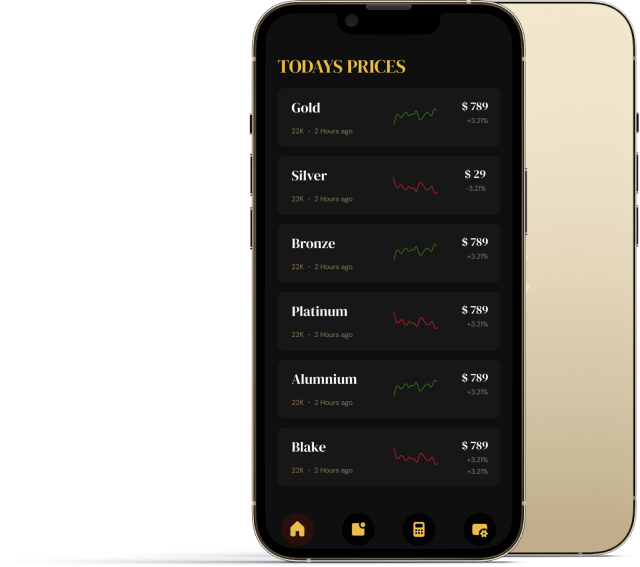 TODAYS PRICES
Gold
$ 789
+3.21%
22K - 2 Hours ago
Silver
$ 29
-3.21%
22K - 2 Hours ago
Bronze
$ 789
+3.21%
22K - 2 Hours ago
Platinum
$ 789
+3.21%
22K - 2 Hours ago
Alumnium
$ 789
+3.21%
22K - 2 Hours ago
Blake
$ 789
+3.21%
22K - 2 Hours ago
+3.21%